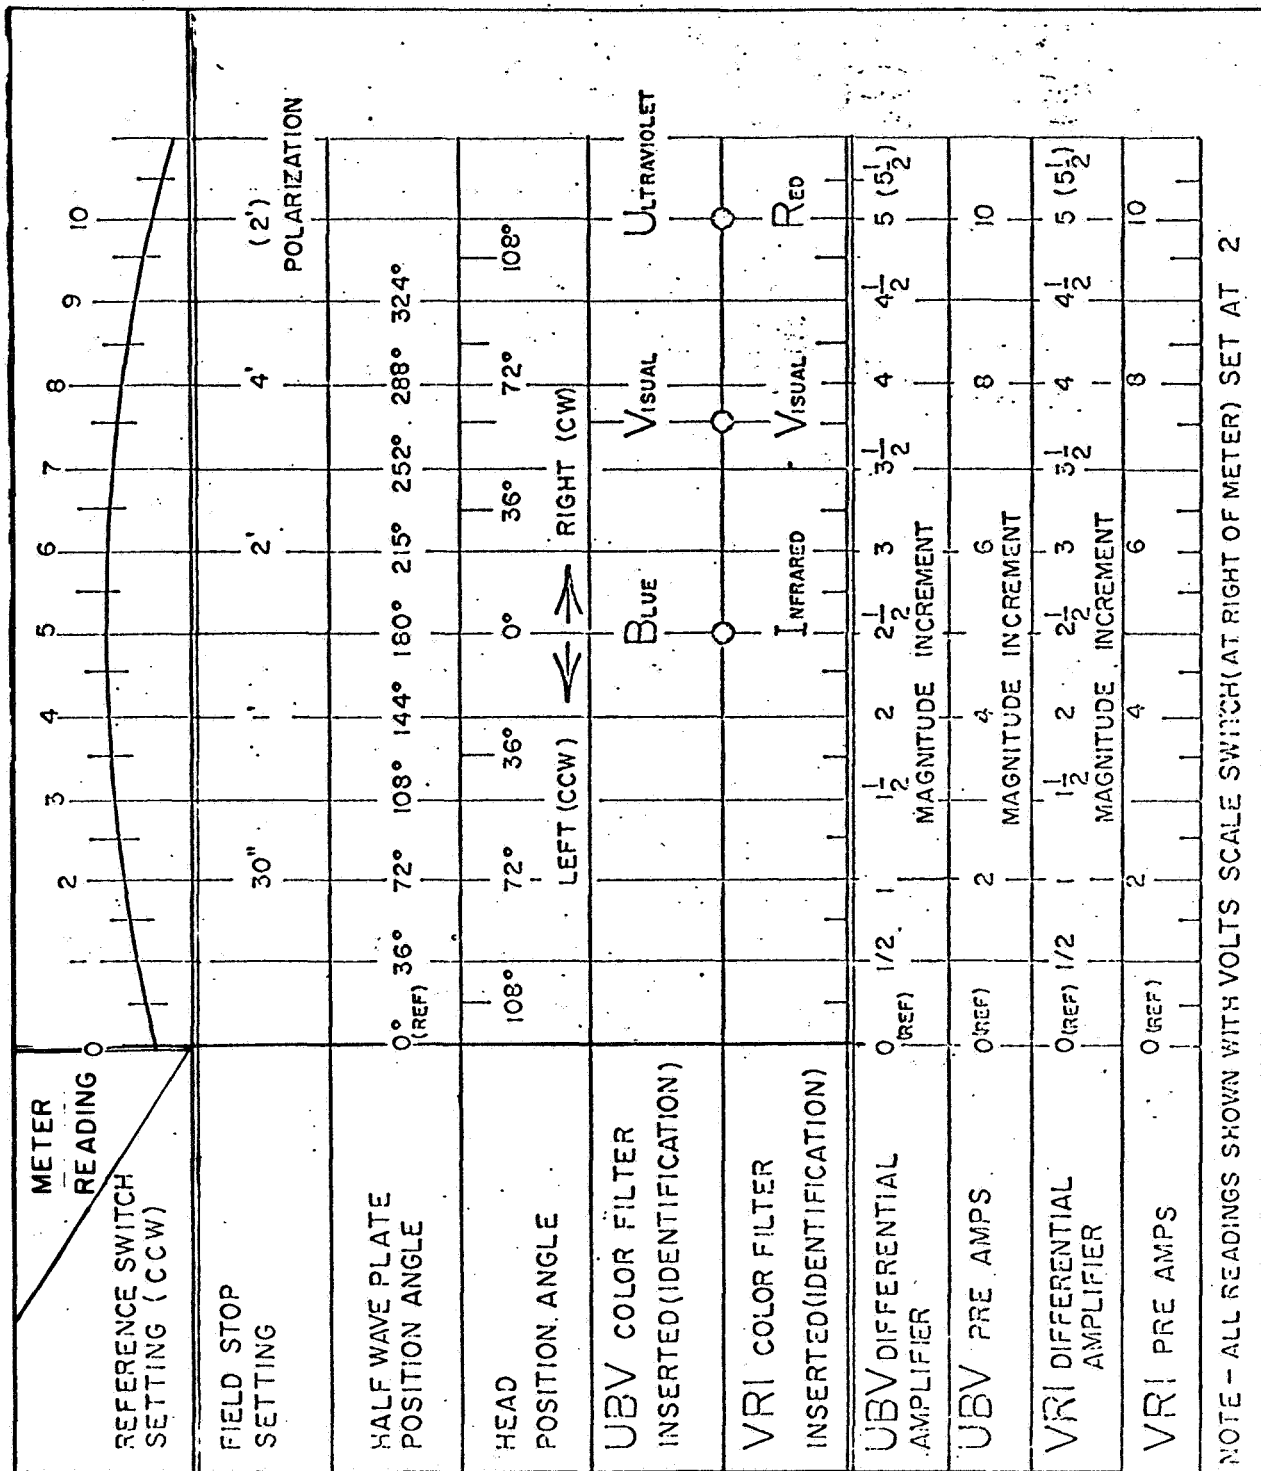 METER
READING
0 1 2 3 4 5 6 7 8 9 10
REFERENCE SWITCH
SETTING (CCW)
FIELD STOP
SETTING
30" 1' 2' 4' (2')
POLARIZATION
HALF WAVE PLATE
POSITION ANGLE
0° 36° 72° 108° 144° 180° 215° 252° 288° 324°
(REF)
HEAD
POSITION ANGLE
108° 72° 36° 0° 36° 72° 108°
LEFT (CCW) ← → RIGHT (CW)
UBV COLOR FILTER
INSERTED (IDENTIFICATION)
BLUE VISUAL ULTRAVIOLET
VRI COLOR FILTER
INSERTED (IDENTIFICATION)
INFRARED VISUAL RED
UBV DIFFERENTIAL
AMPLIFIER
0 1/2 1 1½ 2 2½ 3 3½ 4 4½ 5 (5½)
(REF)
MAGNITUDE INCREMENT
UBV PRE AMPS
0 (REF) 2 4 6 8 10
MAGNITUDE INCREMENT
VRI DIFFERENTIAL
AMPLIFIER
0 (REF) 1/2 1 1½ 2 2½ 3 3½ 4 4½ 5 (5½)
MAGNITUDE INCREMENT
VRI PRE AMPS
0 (REF) 2 4 6 8 10
NOTE - ALL READINGS SHOWN WITH VOLTS SCALE SWITCH (AT RIGHT OF METER) SET AT 2